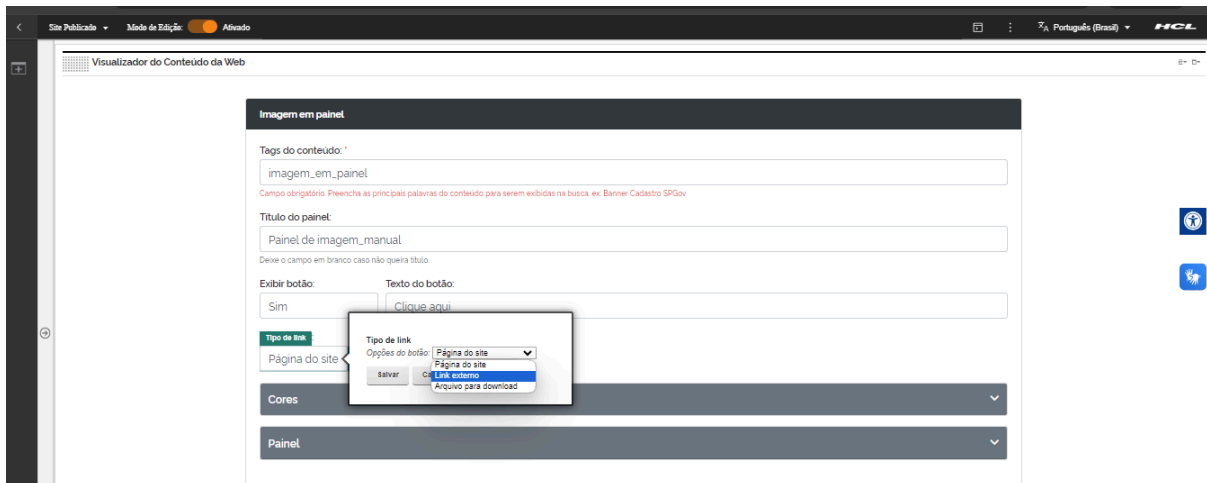 Site Publicado Modo de Edição: Ativado Português (Brasil) HCL
Visualizador do Conteúdo da Web
Imagem em painel
Tags do conteúdo: *
imagem_em_painel
Campo obrigatório. Preencha as principais palavras do conteúdo para serem exibidas na busca. ex: Banner Cadastro SPGov
Título do painel:
Painel de imagem_manual
Deixe o campo em branco caso não queira título.
Exibir botão: Texto do botão:
Sim Clique aqui
Tipo de link :
Página do site
Tipo de link
Opções do botão: Página do site
Página do site
Link externo
Arquivo para download
Salvar
Cores
Painel